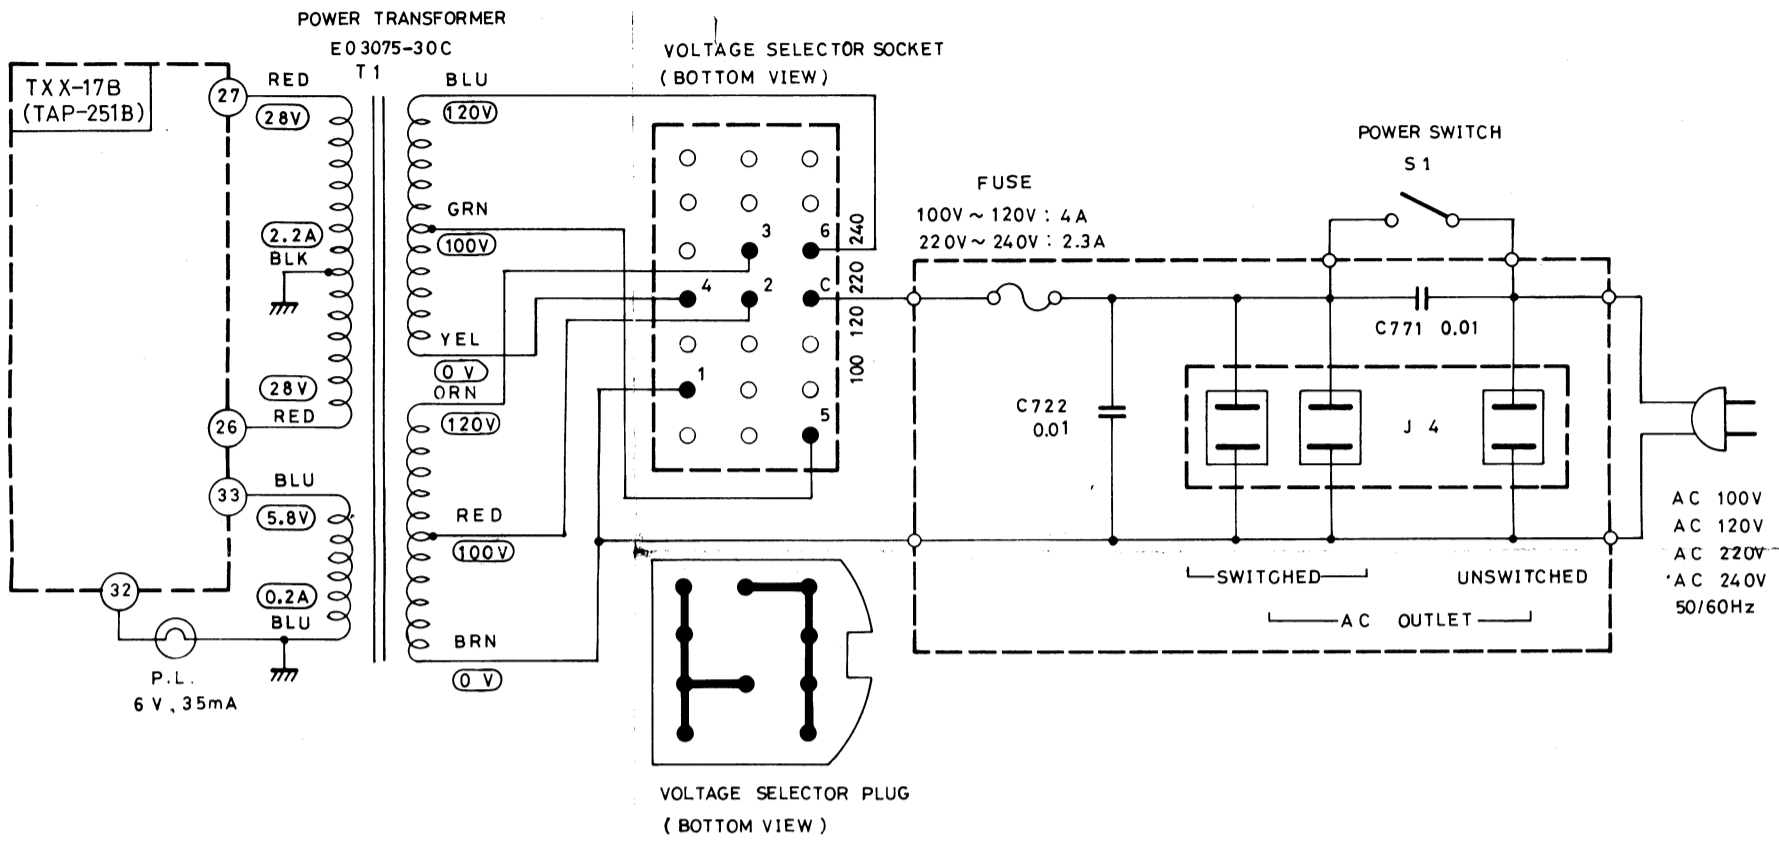 POWER TRANSFORMER
E03075-30C
T1
TXX-17B
(TAP-251B)
27
RED
28V
2.2A
BLK
28V
RED
26
33
BLU
5.8V
0.2A
BLU
32
P.L.
6V, 35mA
BLU
120V
GRN
100V
YEL
0 V
ORN
120V
RED
100V
BRN
0 V
VOLTAGE SELECTOR SOCKET
(BOTTOM VIEW)
3
6
4
2
C
1
5
240
220
120
100
VOLTAGE SELECTOR PLUG
(BOTTOM VIEW)
FUSE
100V~120V: 4A
220V~240V: 2.3A
POWER SWITCH
S1
C771 0.01
C722
0.01
J 4
SWITCHED
UNSWITCHED
AC OUTLET
AC 100V
AC 120V
AC 220V
AC 240V
50/60Hz